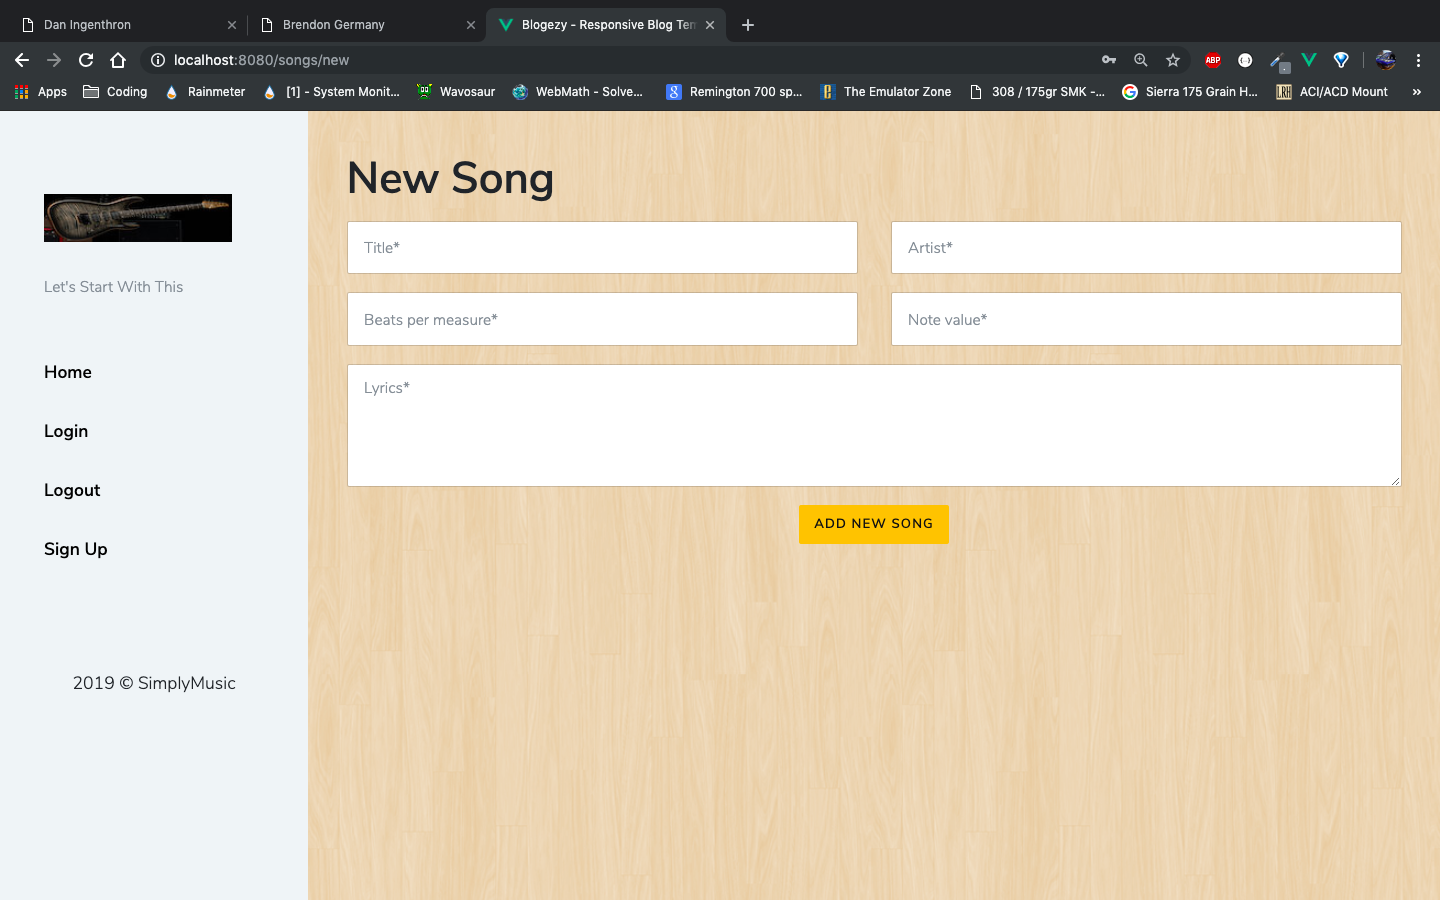 Dan Ingenthron
Brendon Germany
Blogezy - Responsive Blog Ten
localhost:8080/songs/new
ABP
Apps
Coding
Rainmeter
[1] - System Monit...
Wavosaur
WebMath - Solve...
Remington 700 sp...
The Emulator Zone
308 / 175gr SMK -...
Sierra 175 Grain H...
LRH
ACI/ACD Mount
»
New Song
Title*
Artist*
Beats per measure*
Note value*
Lyrics*
ADD NEW SONG
Let's Start With This
Home
Login
Logout
Sign Up
2019 © SimplyMusic